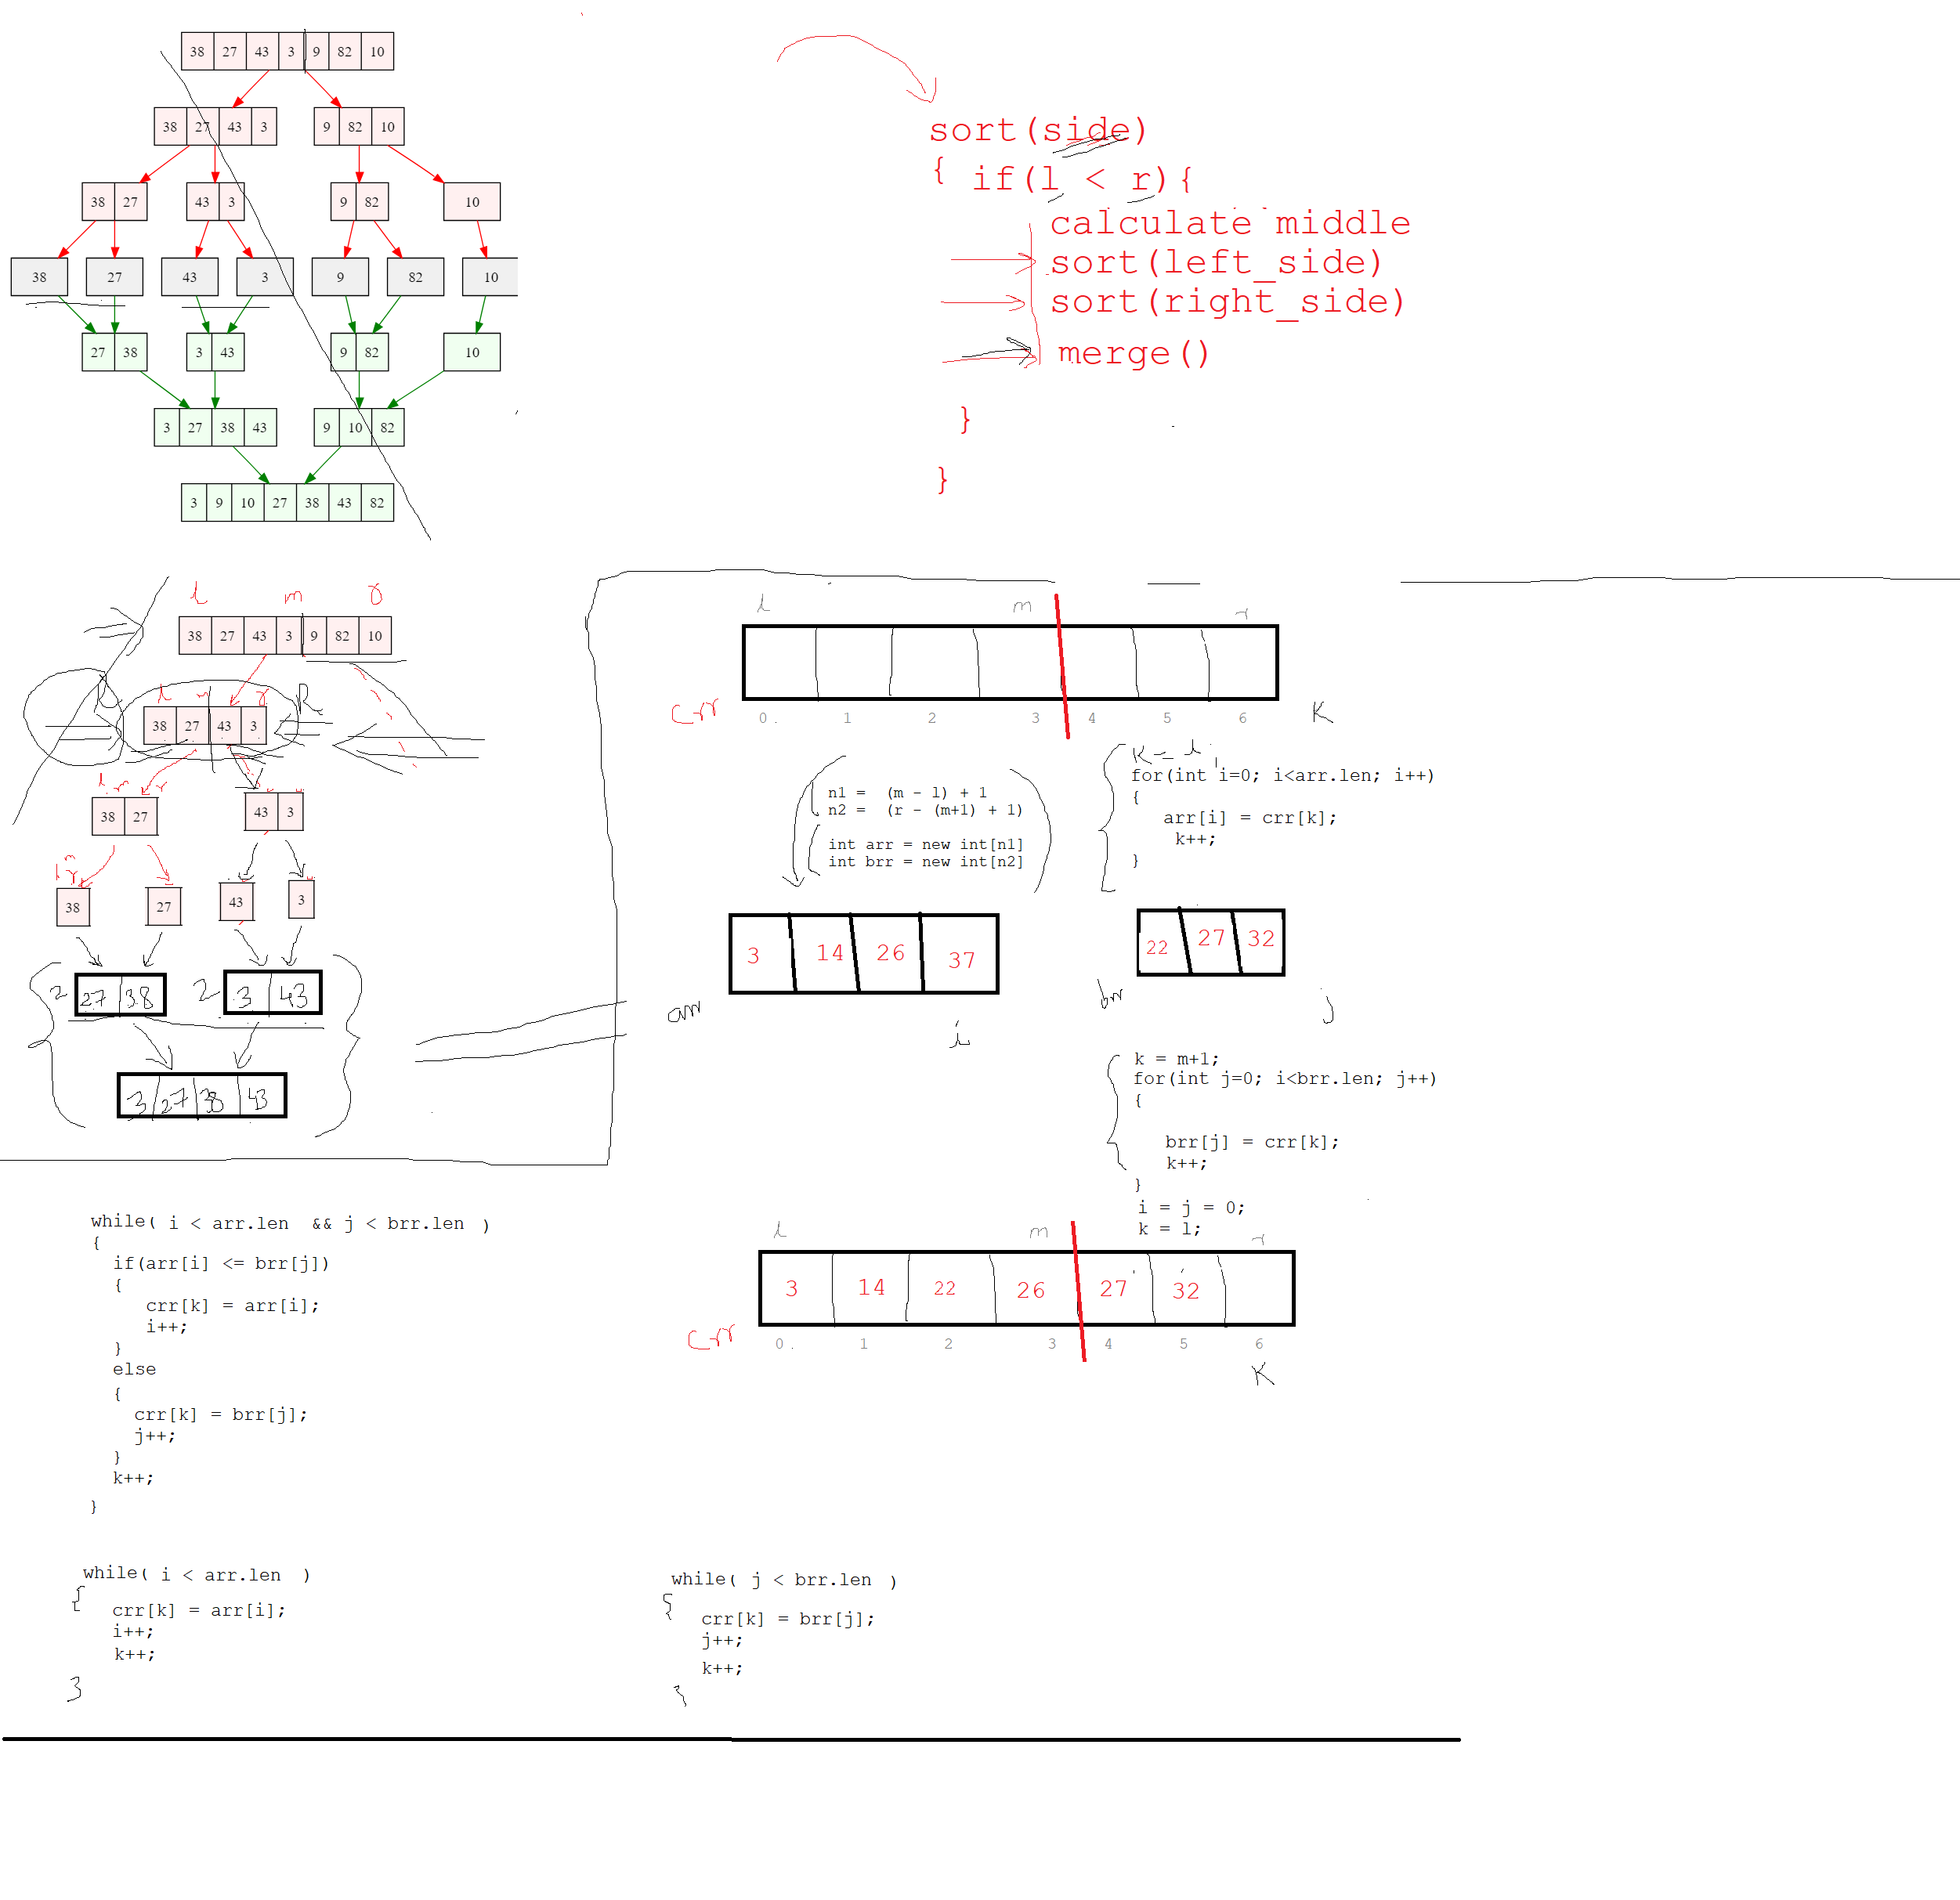 38 27 43 3 9 82 10
38 27 43 3
9 82 10
38 27
43 3
9 82
10
38
27
43
3
9
82
10
27 38
3 43
9 82
10
3 27 38 43
9 10 82
3 9 10 27 38 43 82
sort(side)
{ if(l < r){
calculate middle
sort(left_side)
sort(right_side)
merge()
}
}
l m r
38 27 43 3 9 82 10
l m r R
38 27 43 3
l m r
38 27
43 3
l m r
38
27
43
3
2 27 38
2 3 43
3 27 38 43
l m r
Crr
0. 1 2 3 4 5 6 K
n1 = (m - l) + 1
n2 = (r - (m+1) + 1)
int arr = new int[n1]
int brr = new int[n2]
K = l;
for(int i=0; i<arr.len; i++)
{
arr[i] = crr[k];
k++;
}
3 14 26 37
arr
i
22 27 32
brr
j
k = m+1;
for(int j=0; i<brr.len; j++)
{
brr[j] = crr[k];
k++;
}
i = j = 0;
k = l;
l m r
3 14 22 26 27 32
Crr
0. 1 2 3 4 5 6
K
while( i < arr.len && j < brr.len )
{
if(arr[i] <= brr[j])
{
crr[k] = arr[i];
i++;
}
else
{
crr[k] = brr[j];
j++;
}
k++;
}
while( i < arr.len )
{
crr[k] = arr[i];
i++;
k++;
}
while( j < brr.len )
{
crr[k] = brr[j];
j++;
k++;
}